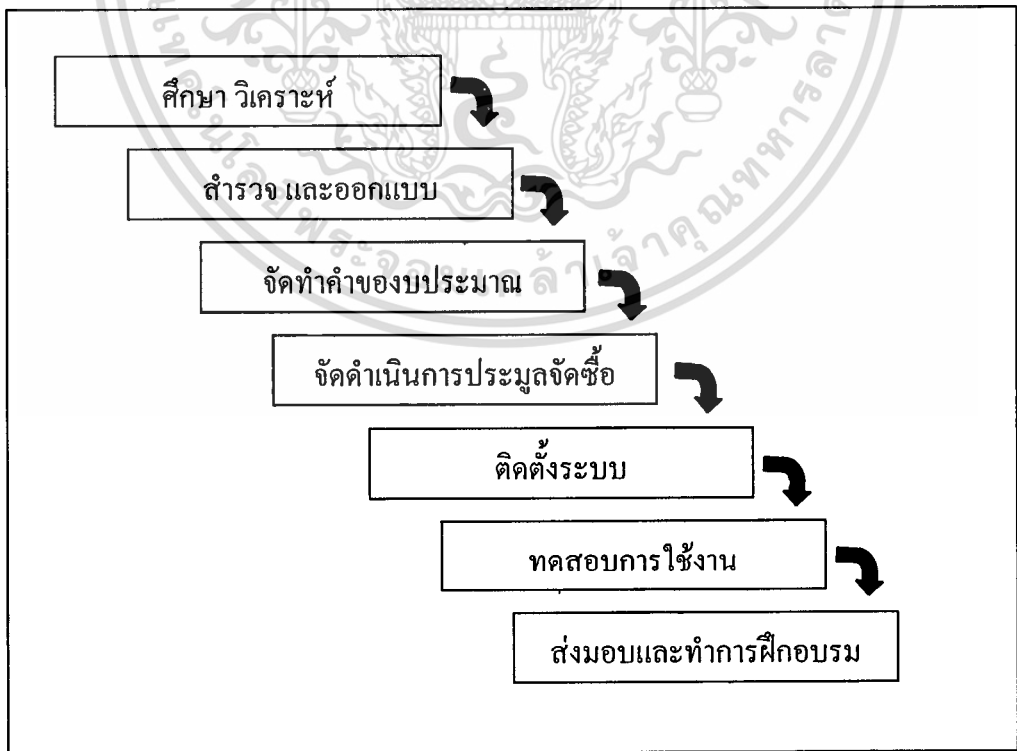 ศึกษา วิเคราะห์
สำรวจ และออกแบบ
จัดทำคำของบประมาณ
จัดดำเนินการประมูลจัดซื้อ
ติดตั้งระบบ
ทดสอบการใช้งาน
ส่งมอบและทำการฝึกอบรม